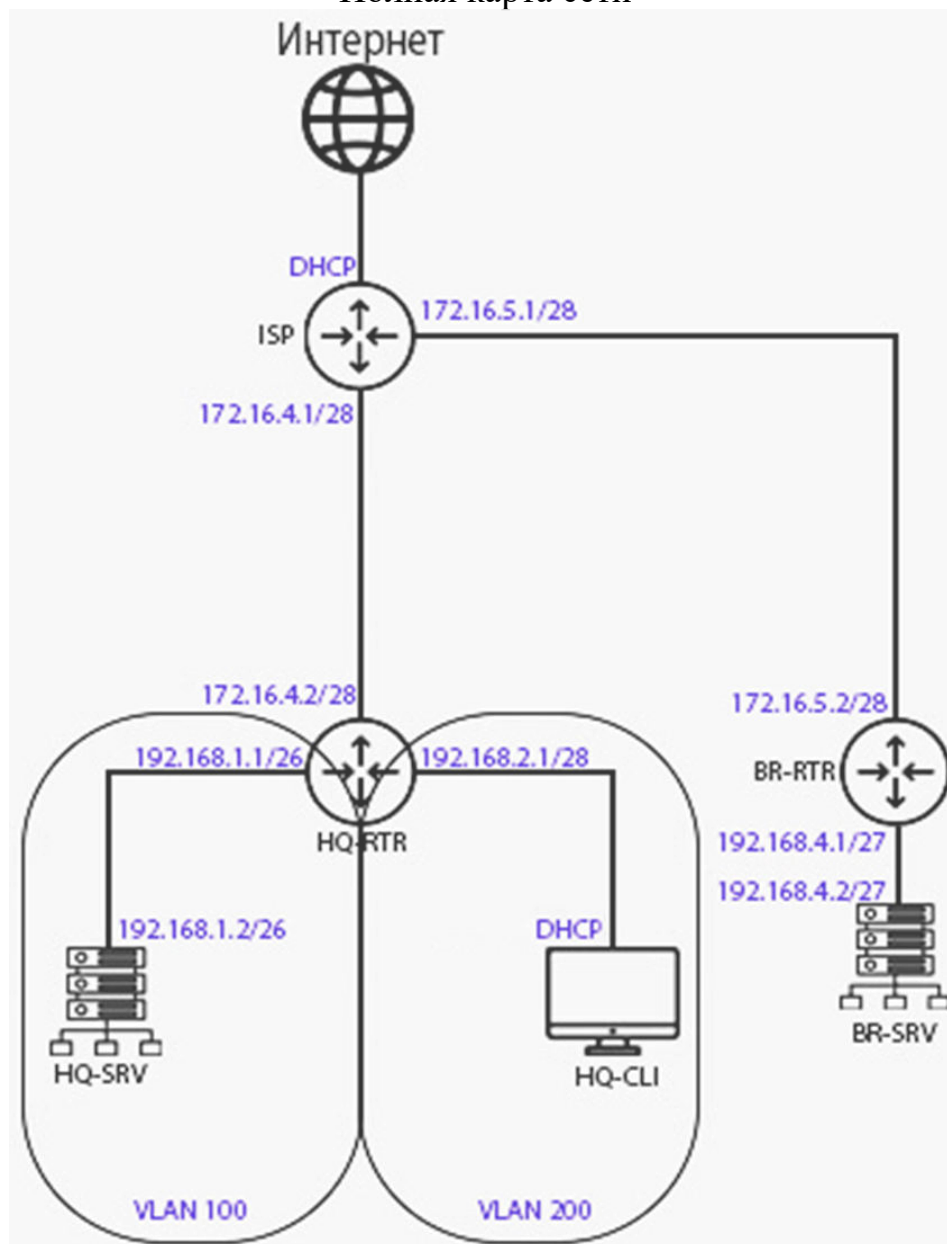 Полная карта сети
Интернет
DHCP
172.16.5.1/28
ISP
172.16.4.1/28
172.16.4.2/28
172.16.5.2/28
192.168.1.1/26
192.168.2.1/28
BR-RTR
HQ-RTR
192.168.4.1/27
192.168.4.2/27
192.168.1.2/26
DHCP
BR-SRV
HQ-SRV
HQ-CLI
VLAN 100
VLAN 200